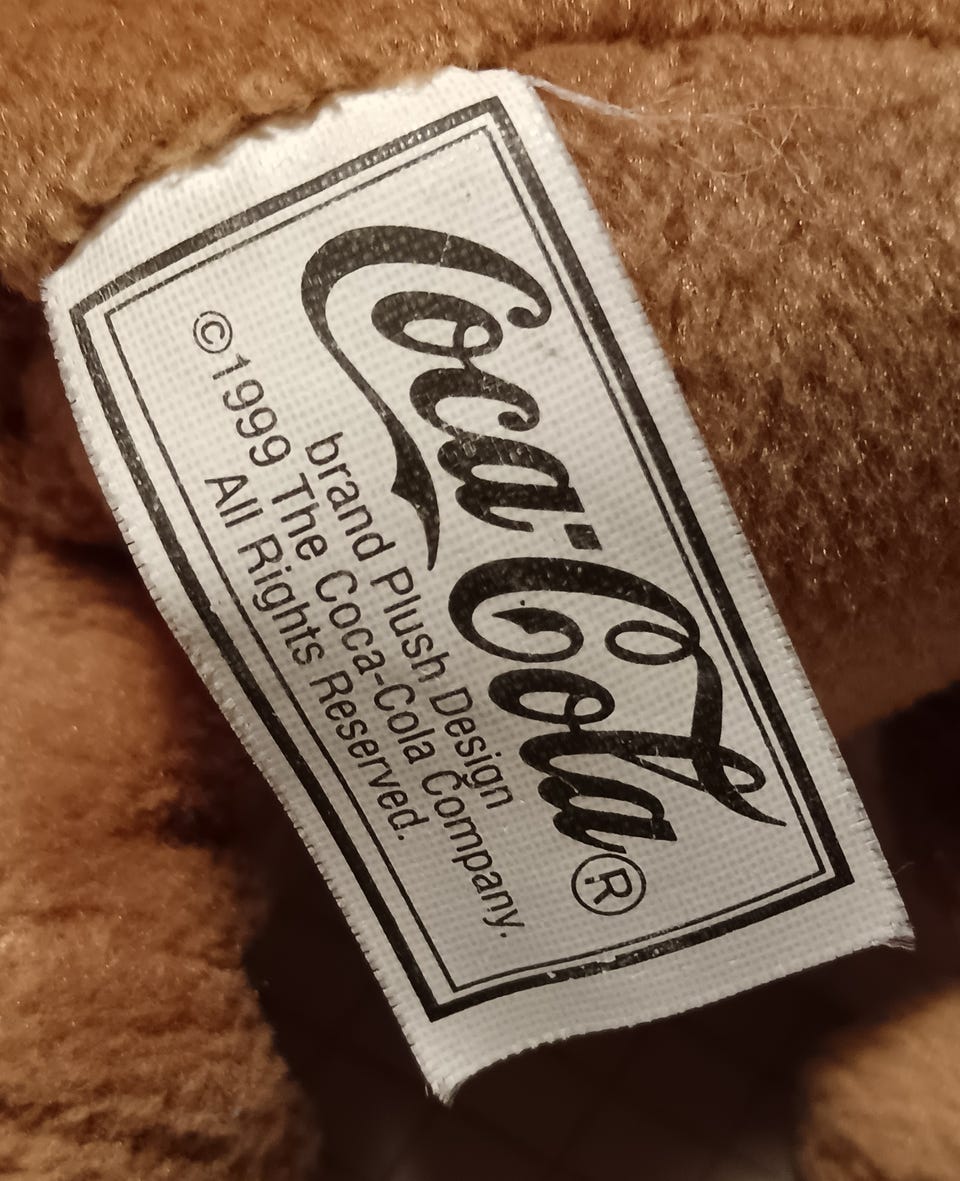 Coca-Cola®
brand Plush Design
©1999 The Coca-Cola Company.
All Rights Reserved.